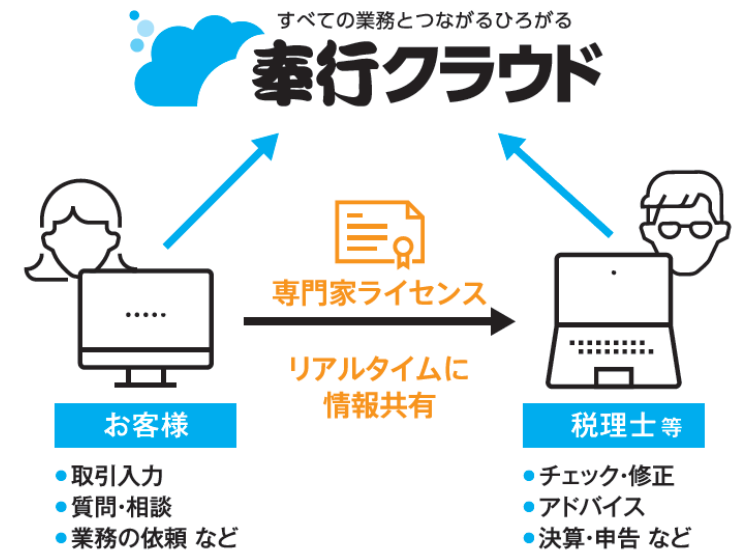 すべての業務とつながるひろがる
奉行クラウド
専門家ライセンス
リアルタイムに
情報共有
お客様
●取引入力
●質問・相談
●業務の依頼 など
税理士 等
●チェック・修正
●アドバイス
●決算・申告 など